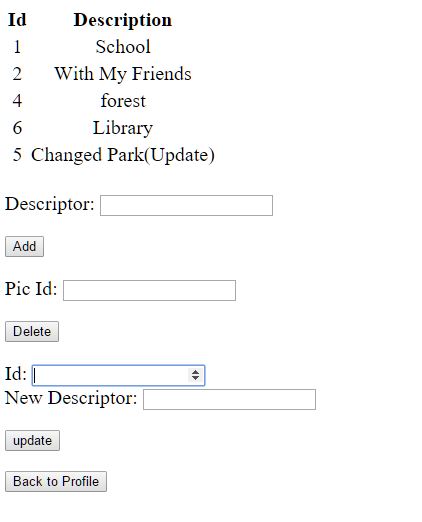 Id Description
1 School
2 With My Friends
4 forest
6 Library
5 Changed Park(Update)
Descriptor:
Add
Pic Id:
Delete
Id:
New Descriptor:
update
Back to Profile